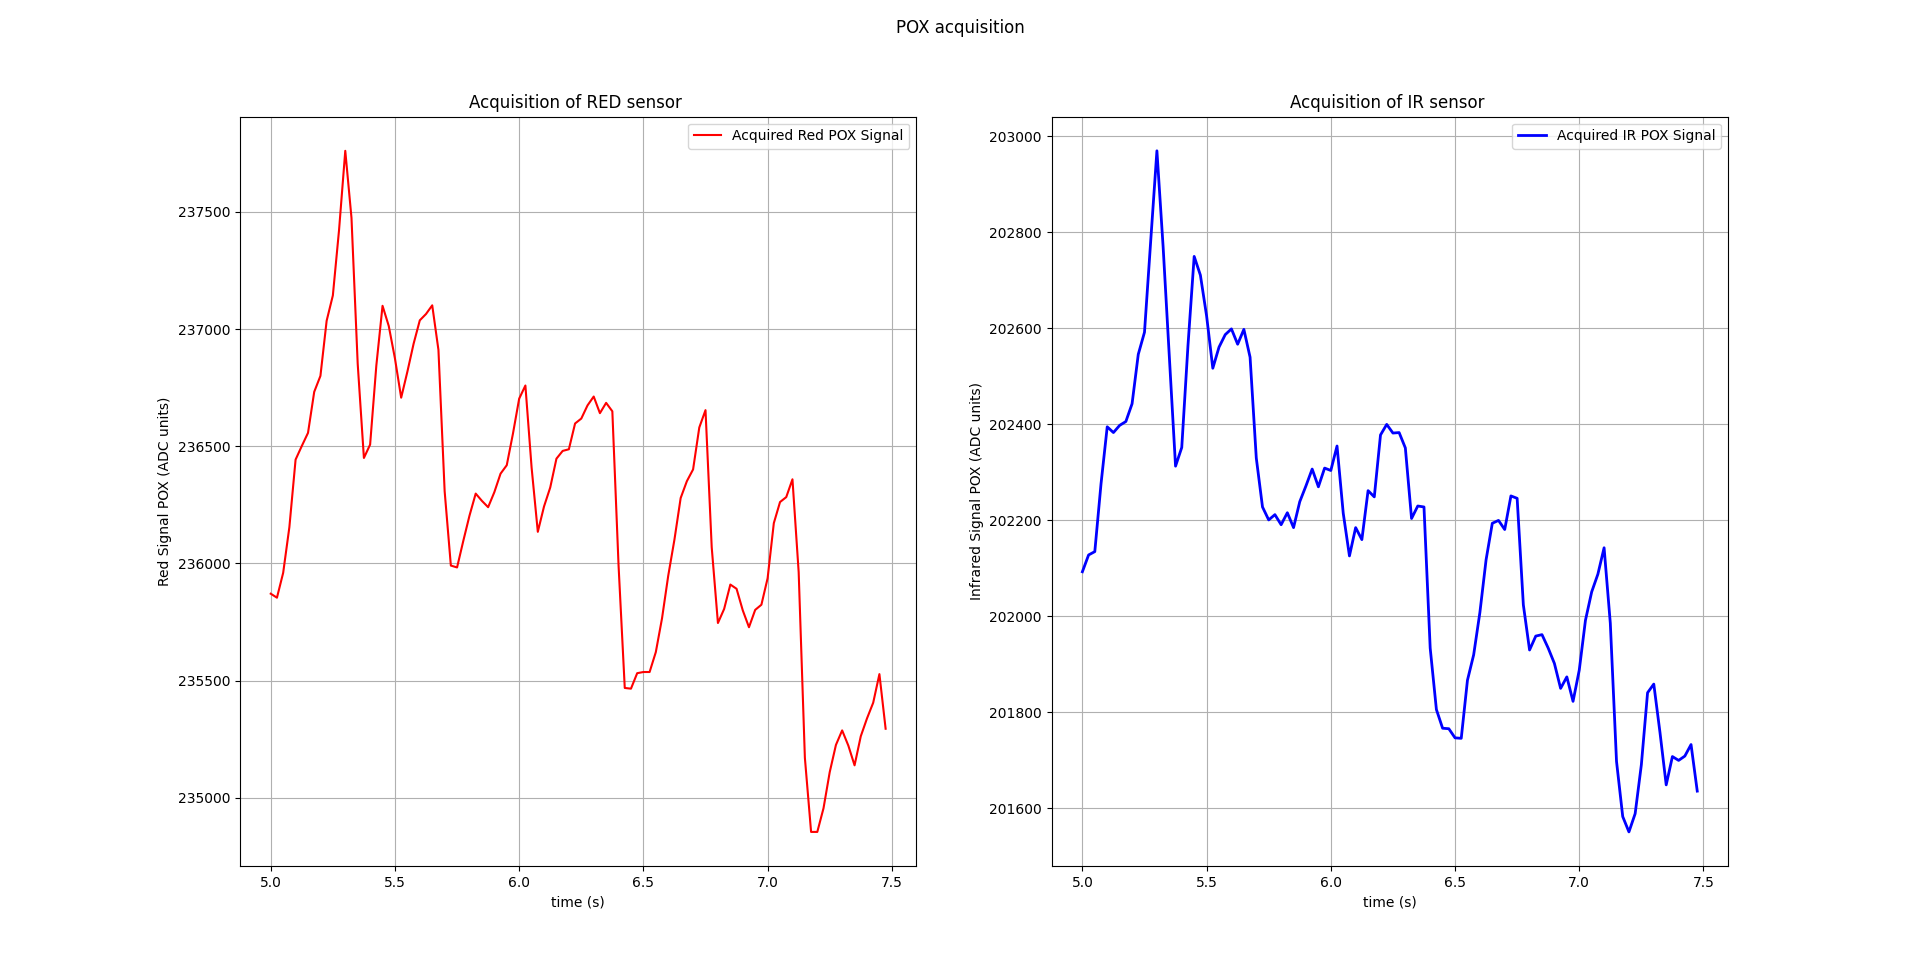 POX acquisition
Acquisition of RED sensor
Acquired Red POX Signal
Red Signal POX (ADC units)
237500
237000
236500
236000
235500
235000
5.0 5.5 6.0 6.5 7.0 7.5
time (s)
Acquisition of IR sensor
Acquired IR POX Signal
Infrared Signal POX (ADC units)
203000
202800
202600
202400
202200
202000
201800
201600
5.0 5.5 6.0 6.5 7.0 7.5
time (s)